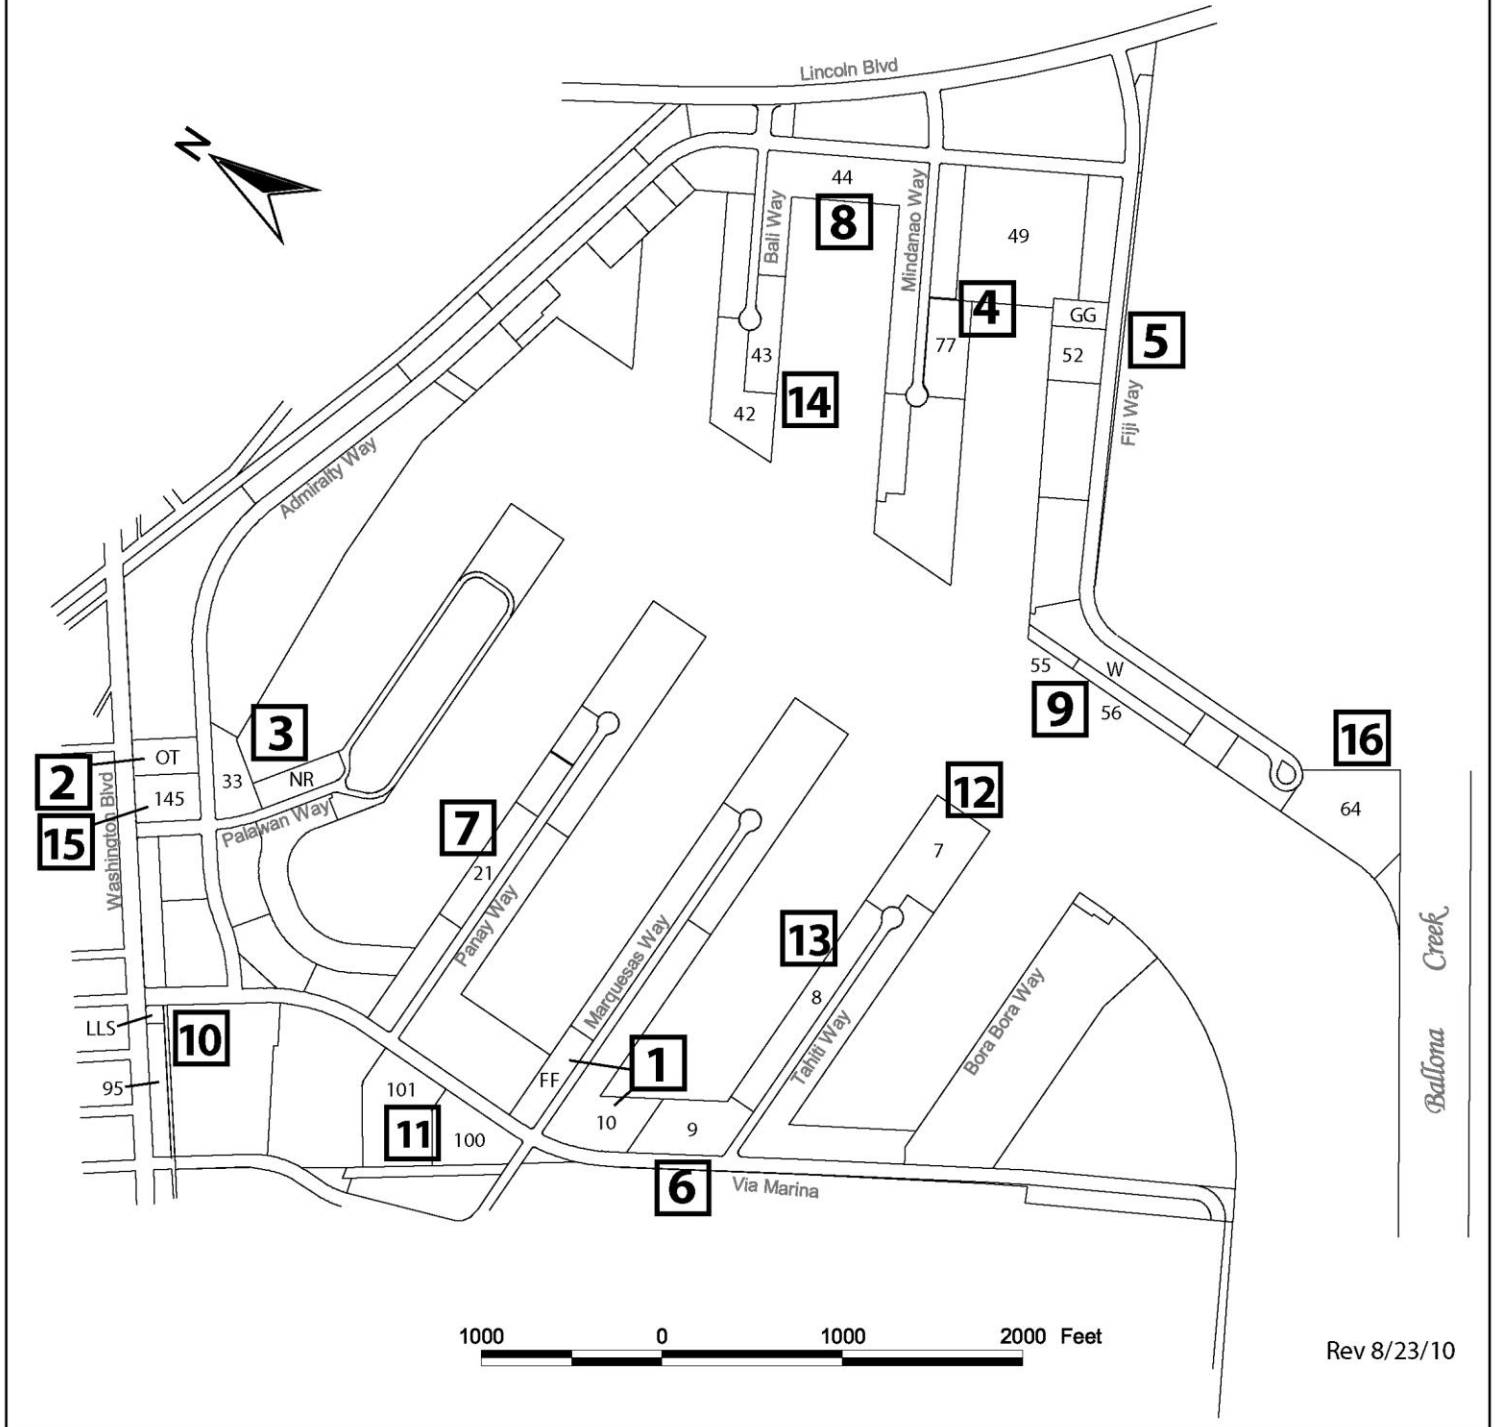 Lincoln Blvd
N
44
8
Bali Way
Mindanao Way
49
4
GG
5
77
52
43
14
42
Fiji Way
Admiralty Way
55
W
9
56
16
3
OT
2
33
NR
145
15
Washington Blvd
Palawan Way
64
12
7
7
21
Panay Way
13
8
Marquesas Way
Tahiti Way
Bora Bora Way
Ballona Creek
LLS
10
95
1
FF
101
11
100
10
9
6
Via Marina
1000 0 1000 2000 Feet
Rev 8/23/10